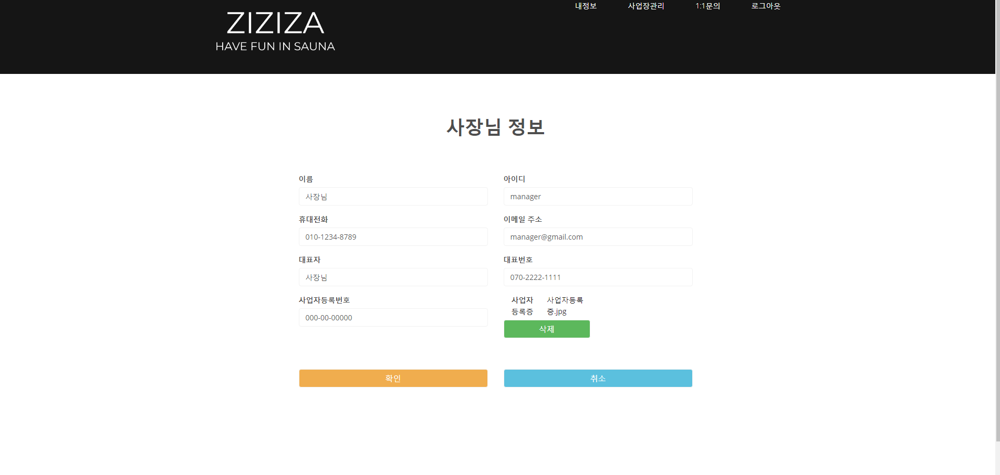 내정보 사업장관리 1:1문의 로그아웃
ZIZIZA
HAVE FUN IN SAUNA
사장님 정보
이름 아이디
사장님 manager
휴대전화 이메일 주소
010-1234-8789 manager@gmail.com
대표자 대표번호
사장님 070-2222-1111
사업자등록번호 사업자 사업자등록
등록증 증.jpg
000-00-00000
삭제
확인 취소